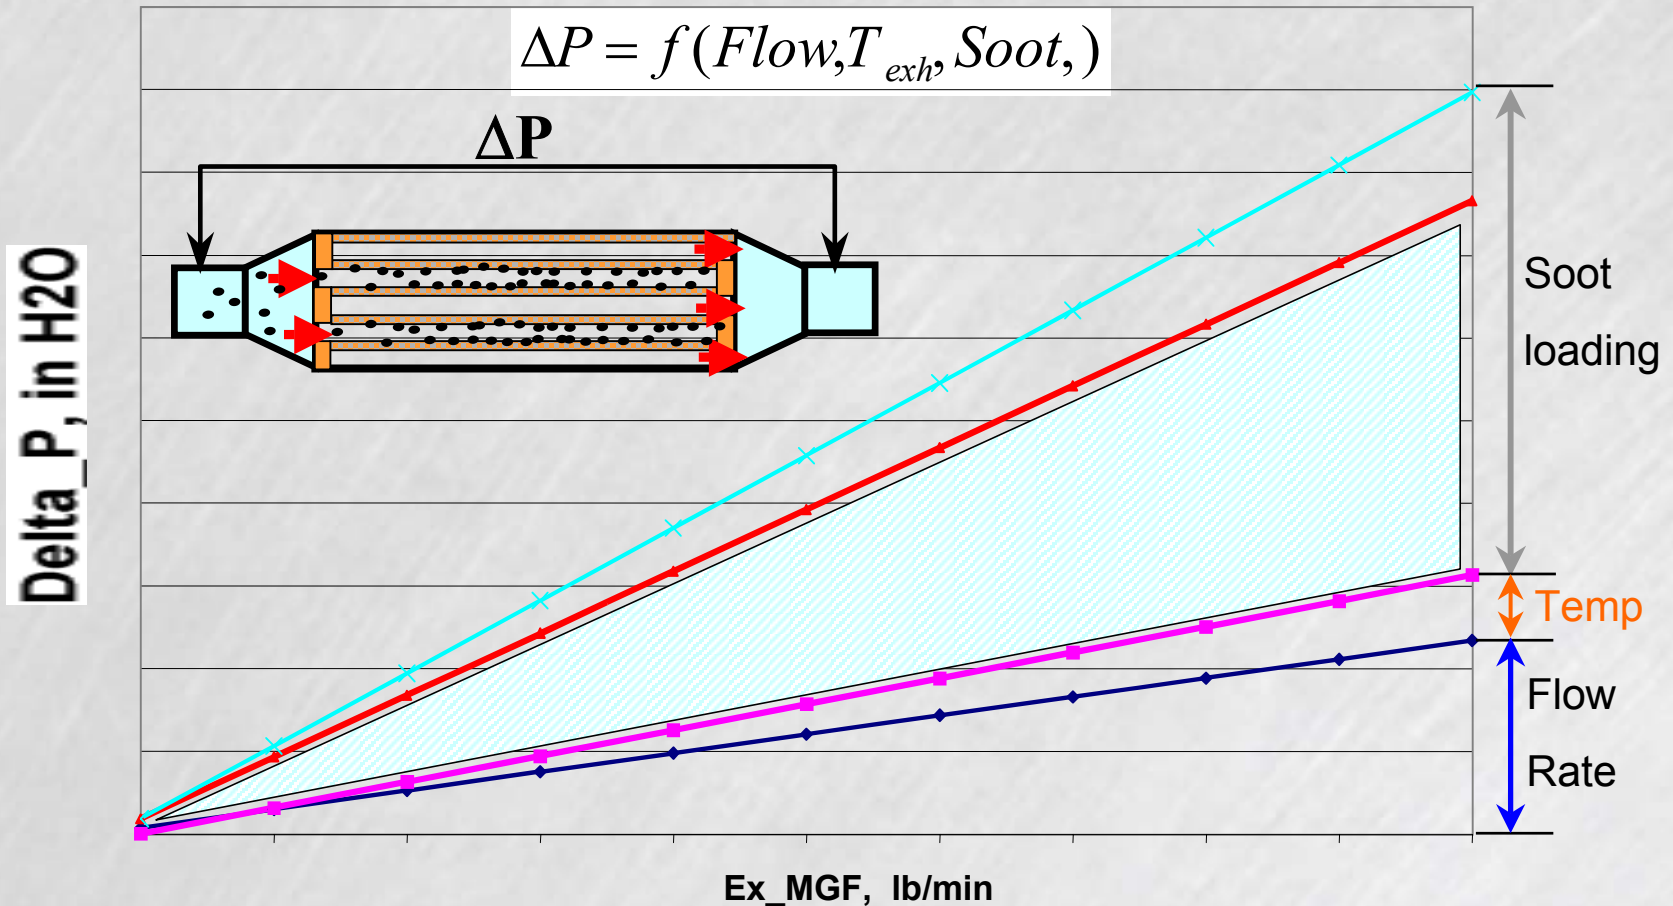 ΔP = f(Flow,T exh, Soot,)
ΔP
Delta_P, in H2O
Soot
loading
Temp
Flow
Rate
Ex_MGF, lb/min